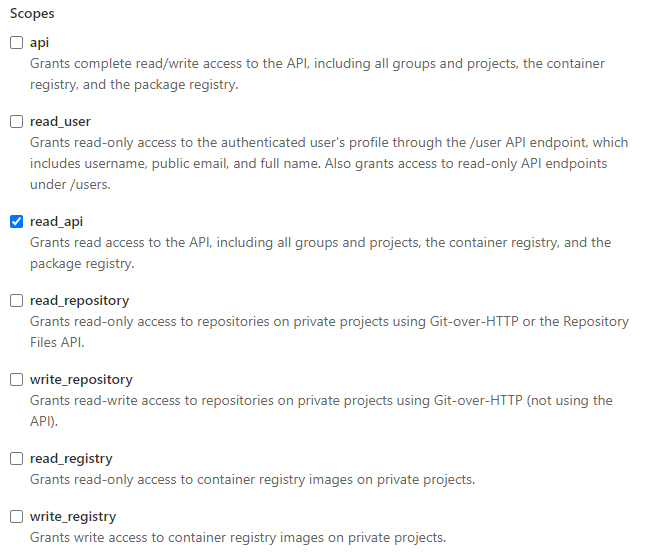 Scopes
api
Grants complete read/write access to the API, including all groups and projects, the container
registry, and the package registry.
read_user
Grants read-only access to the authenticated user's profile through the /user API endpoint, which
includes username, public email, and full name. Also grants access to read-only API endpoints
under /users.
read_api
Grants read access to the API, including all groups and projects, the container registry, and the
package registry.
read_repository
Grants read-only access to repositories on private projects using Git-over-HTTP or the Repository
Files API.
write_repository
Grants read-write access to repositories on private projects using Git-over-HTTP (not using the
API).
read_registry
Grants read-only access to container registry images on private projects.
write_registry
Grants write access to container registry images on private projects.